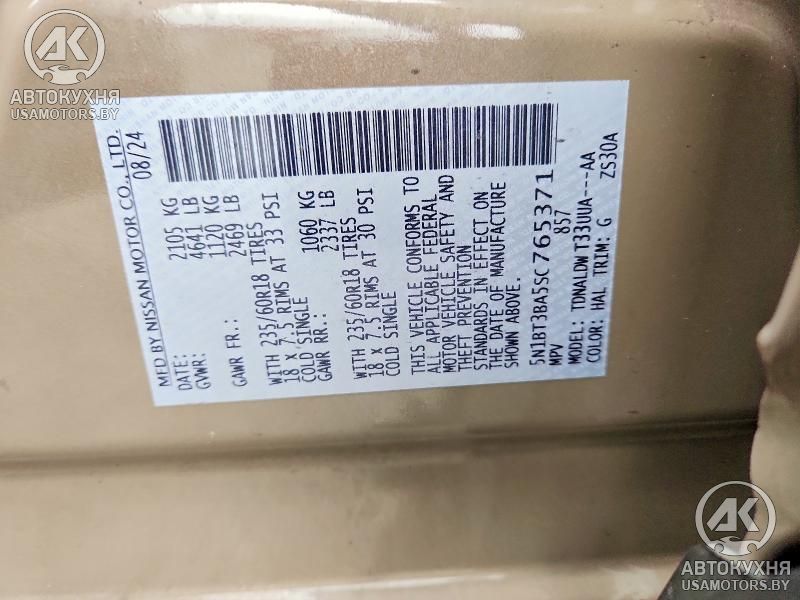 AK
АВТОКУХНЯ
USAMOTORS.BY
MFD BY NISSAN MOTOR CO., LTD.
DATE: 08/24
GVWR: 2105 KG
4641 LB
GAWR FR.: 1120 KG
2469 LB
WITH 235/60R18 TIRES
18 X 7.5 RIMS AT 33 PSI
COLD SINGLE
GAWR RR.: 1060 KG
2337 LB
WITH 235/60R18 TIRES
18 X 7.5 RIMS AT 30 PSI
COLD SINGLE
THIS VEHICLE CONFORMS TO
ALL APPLICABLE FEDERAL
MOTOR VEHICLE SAFETY AND
THEFT PREVENTION
STANDARDS IN EFFECT ON
THE DATE OF MANUFACTURE
SHOWN ABOVE.
5N1BT3BA5SC765371
MPV 857
MODEL: TDNALDWT33UUA---AA
COLOR: HAL TRIM: G ZS30A
AK
АВТОКУХНЯ
USAMOTORS.BY